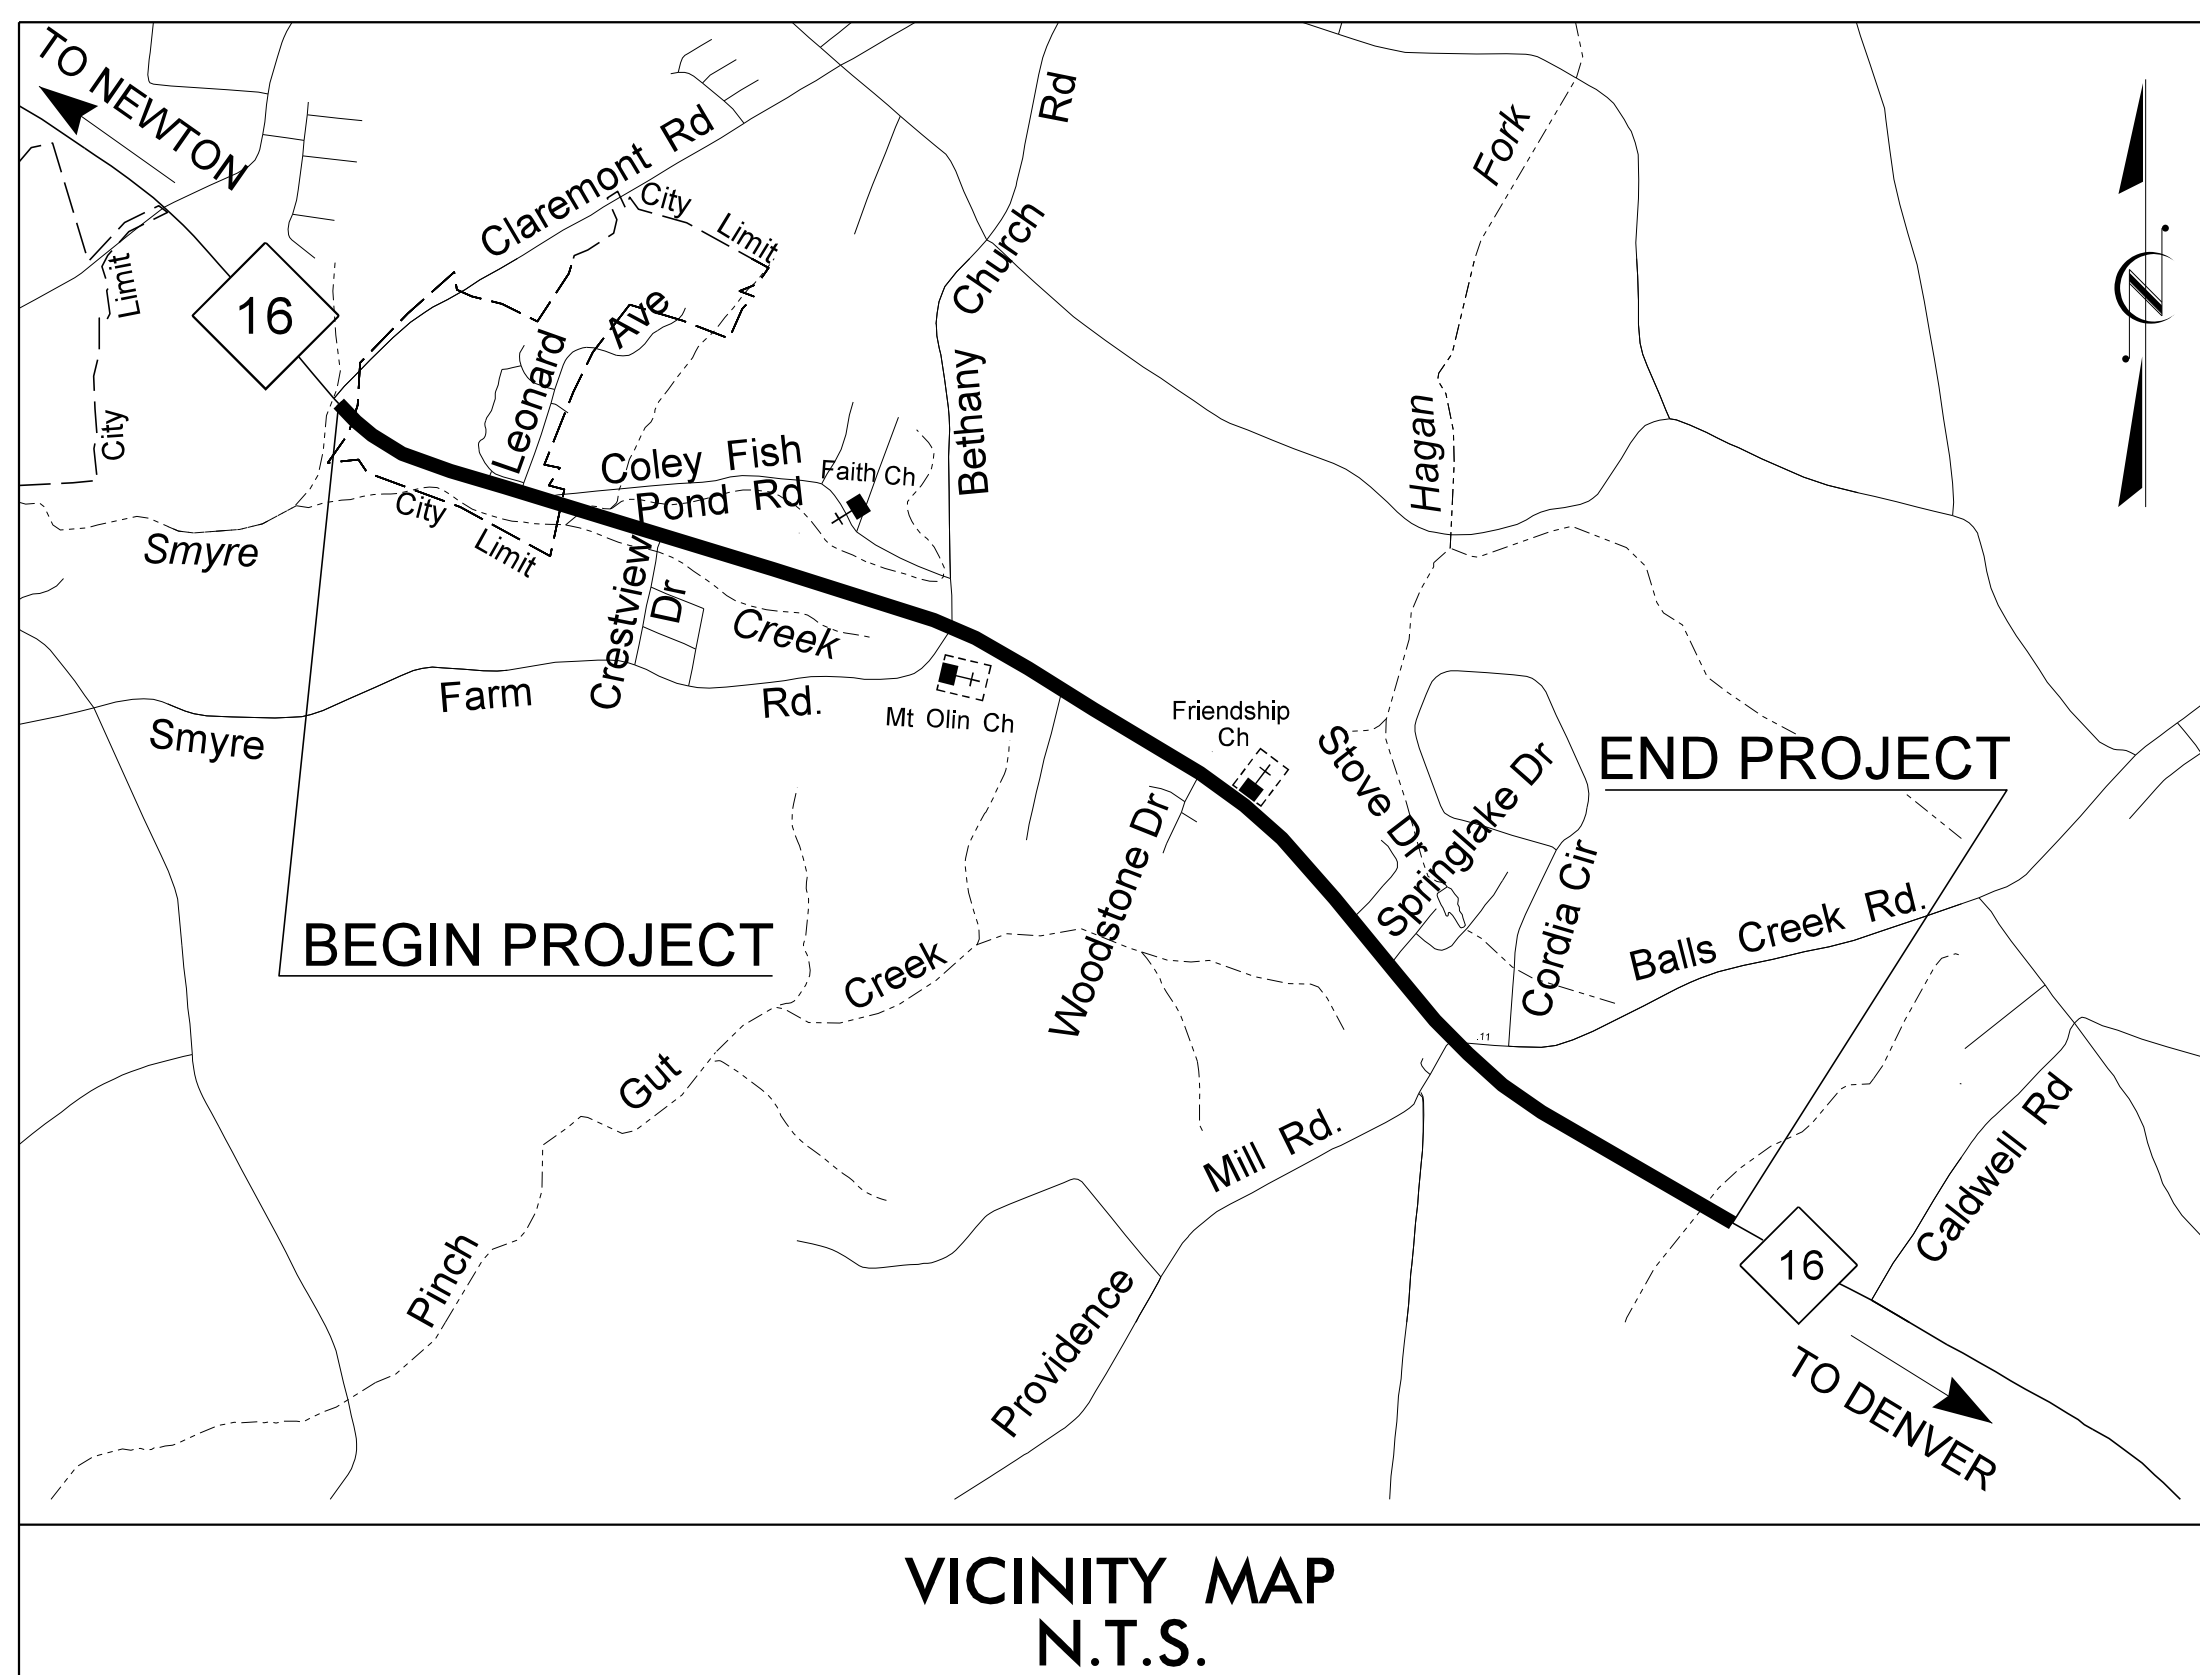 TO NEWTON
16
City Limit
Claremont Rd
City Limit
Leonard Ave
Coley Fish
Pond Rd
Faith Ch
Bethany Church Rd
Hagan Fork
N
City Limit
Smyre Creek
Crestview
Dr
Smyre Farm Rd.
Mt Olin Ch
Friendship
Ch
Stove Dr
Springlake Dr
Cordia Cir
END PROJECT
BEGIN PROJECT
Woodstone Dr
Balls Creek Rd.
.11
Pinch Gut Creek
Providence Mill Rd.
Caldwell Rd
16
TO DENVER
VICINITY MAP
N.T.S.